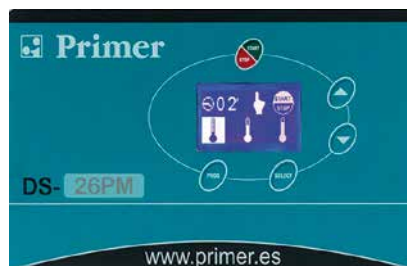 Primer
START
STOP
02'
START
STOP
PROG
SELECT
DS- 26PM
www.primer.es